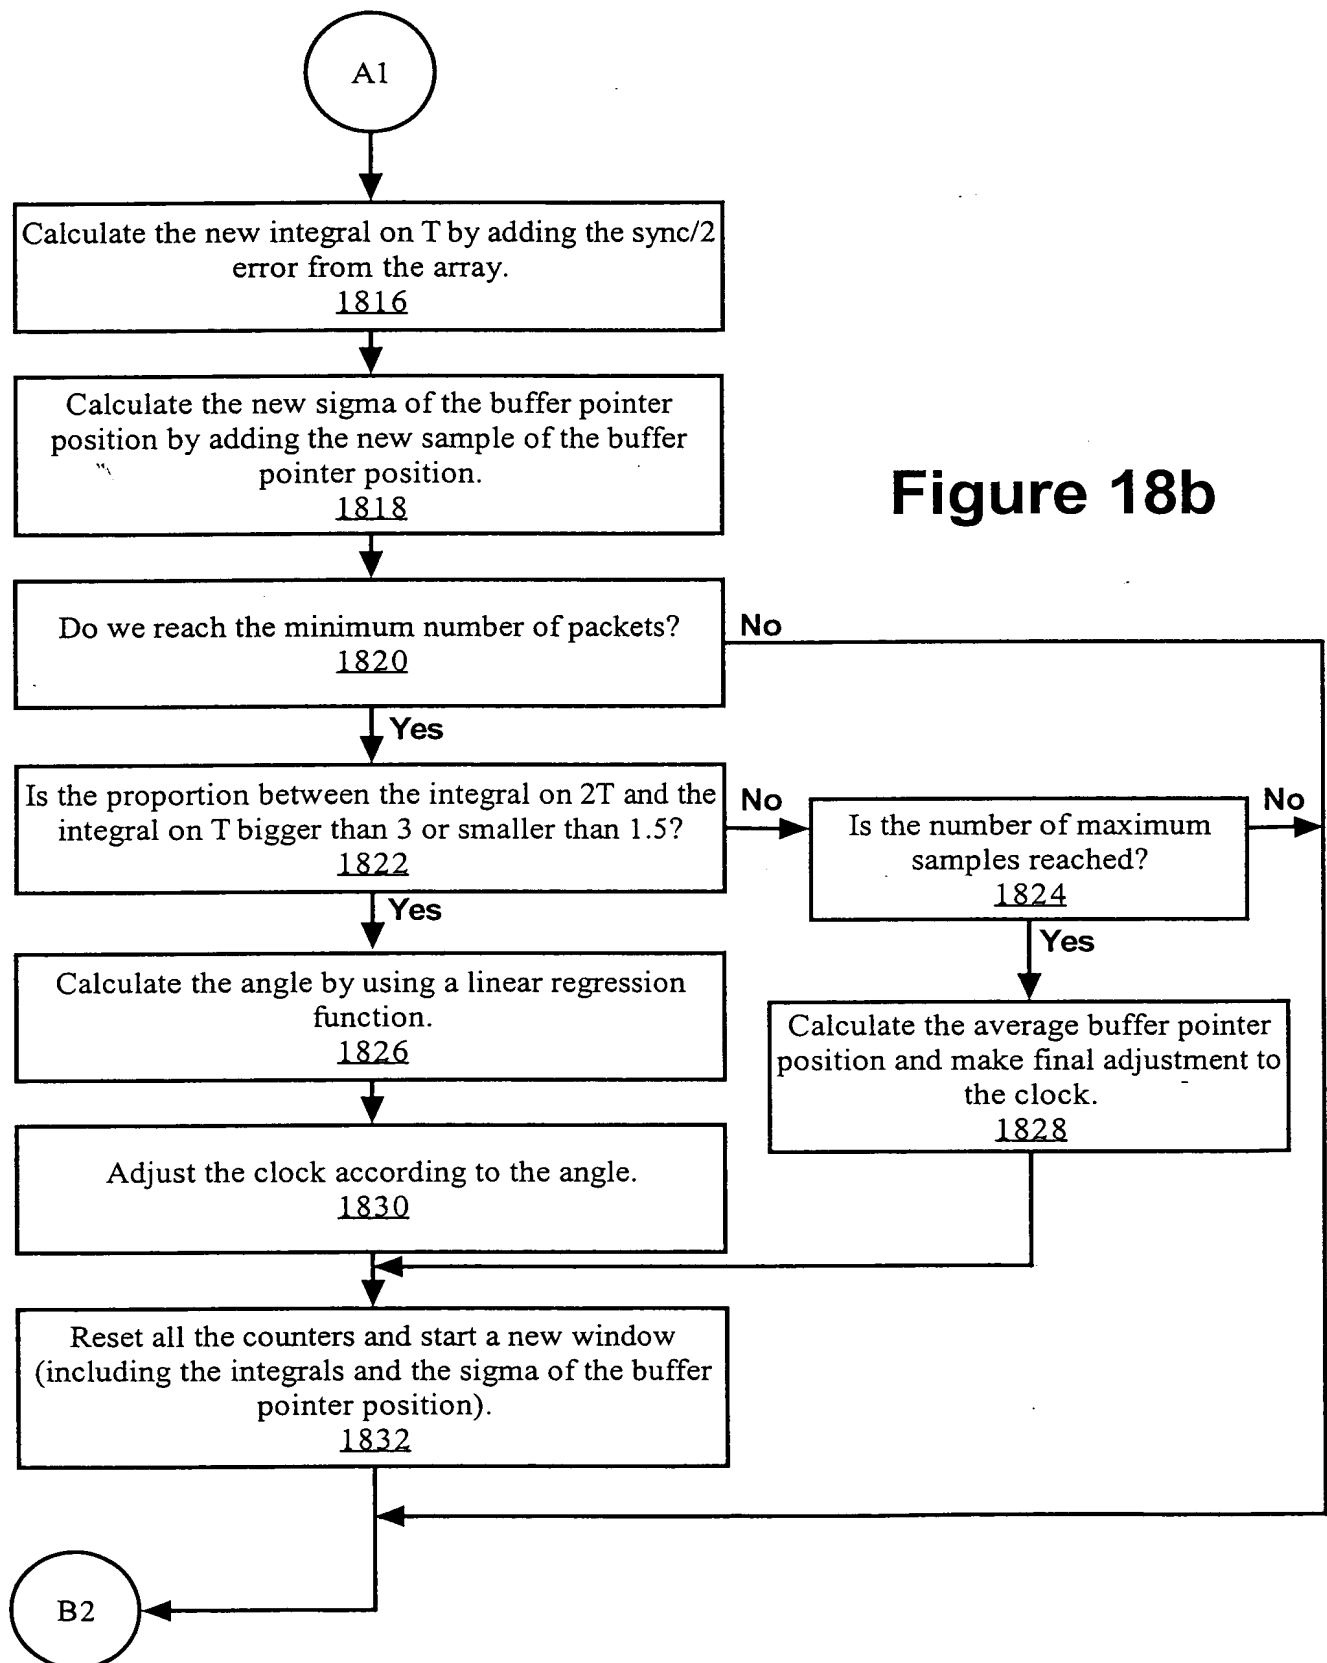 A1
Calculate the new integral on T by adding the sync/2
error from the array.
1816
Calculate the new sigma of the buffer pointer
position by adding the new sample of the buffer
pointer position.
1818
Figure 18b
Do we reach the minimum number of packets?
1820
No
Yes
Is the proportion between the integral on 2T and the
integral on T bigger than 3 or smaller than 1.5?
1822
No
Is the number of maximum
samples reached?
1824
No
Yes
Yes
Calculate the angle by using a linear regression
function.
1826
Calculate the average buffer pointer
position and make final adjustment to
the clock.
1828
Adjust the clock according to the angle.
1830
Reset all the counters and start a new window
(including the integrals and the sigma of the buffer
pointer position).
1832
B2